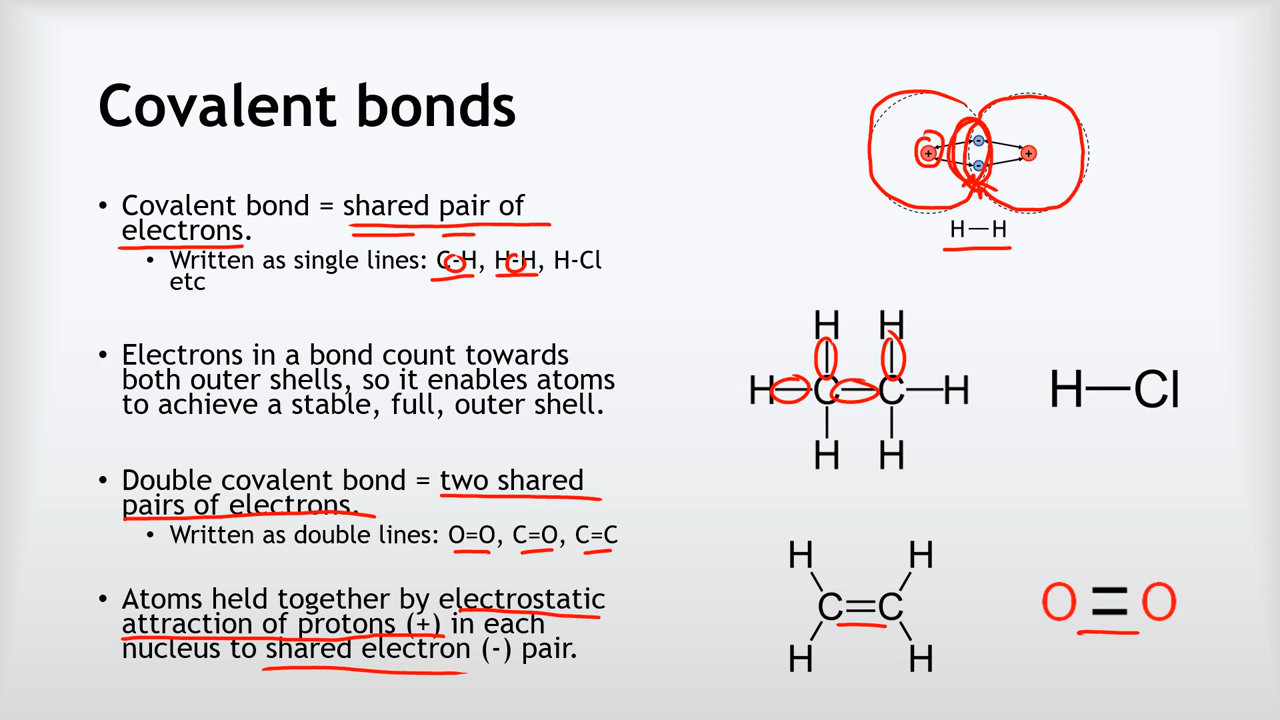 Covalent bonds
• Covalent bond = shared pair of
electrons.
• Written as single lines: C-H, H-H, H-Cl
etc
• Electrons in a bond count towards
both outer shells, so it enables atoms
to achieve a stable, full, outer shell.
• Double covalent bond = two shared
pairs of electrons.
• Written as double lines: O=O, C=O, C=C
• Atoms held together by electrostatic
attraction of protons (+) in each
nucleus to shared electron (-) pair.
-
+ +
-
H—H
H H
H—C—C—H
H H
H—Cl
H H
C=C
H H
O=O